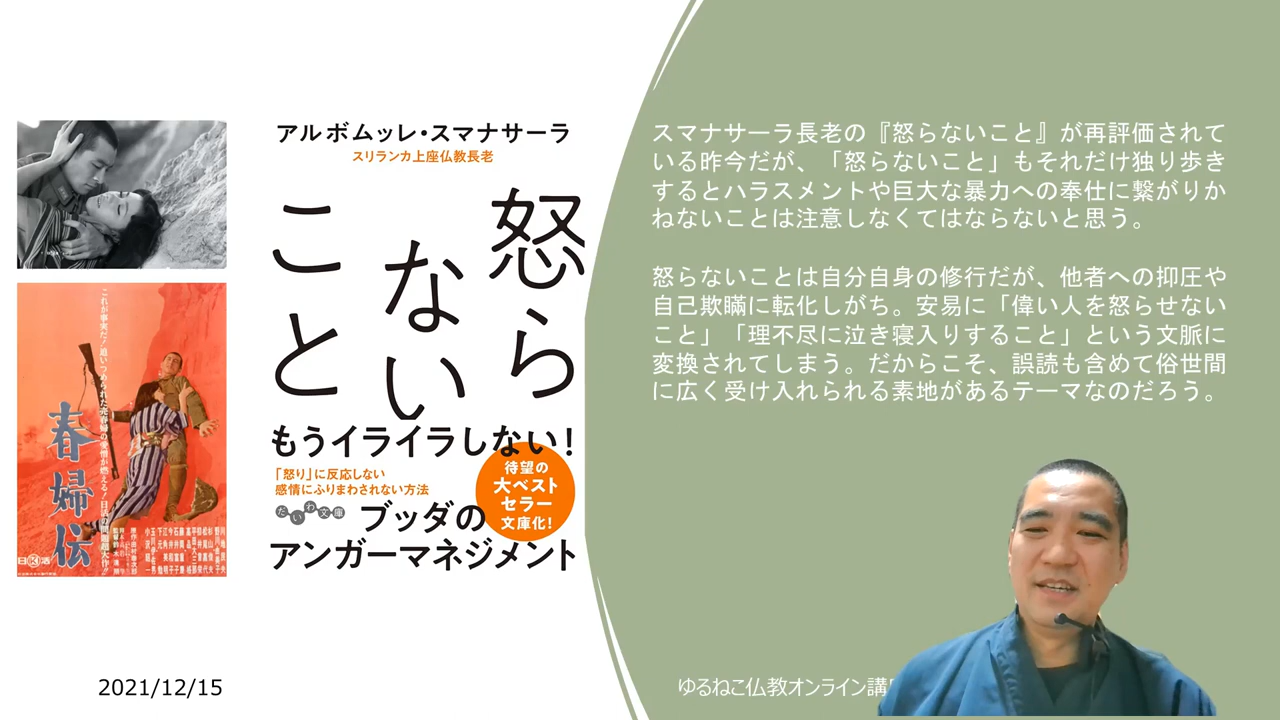 アルボムッレ・スマナサーラ
スリランカ上座仏教長老
怒ら
ない
こと
もうイライラしない!
「怒り」に反応しない
感情にふりまわされない方法
待望の
大ベスト
セラー
文庫化!
だいわ文庫
ブッダの
アンガーマネジメント
春婦伝
日活
2021/12/15
スマナサーラ長老の『怒らないこと』が再評価されて
いる昨今だが、「怒らないこと」もそれだけ独り歩き
するとハラスメントや巨大な暴力への奉仕に繋がりか
ねないことは注意しなくてはならないと思う。
怒らないことは自分自身の修行だが、他者への抑圧や
自己欺瞞に転化しがち。安易に「偉い人を怒らせない
こと」「理不尽に泣き寝入りすること」という文脈に
変換されてしまう。だからこそ、誤読も含めて俗世間
に広く受け入れられる素地があるテーマなのだろう。
ゆるねこ仏教オンライン講